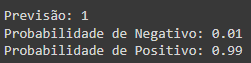 Previsão: 1
Probabilidade de Negativo: 0.01
Probabilidade de Positivo: 0.99